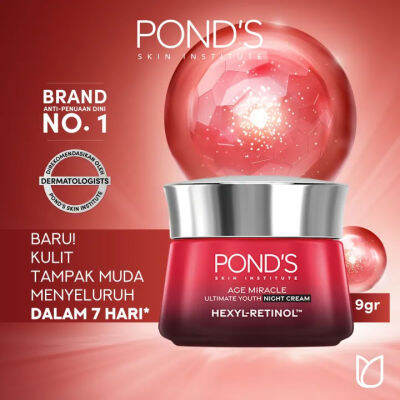 POND'S
SKIN INSTITUTE
BRAND
ANTI-PENUAAN DINI
NO. 1
DIREKOMENDASIKAN OLEH
DERMATOLOGISTS
POND'S SKIN INSTITUTE
BARU!
KULIT
TAMPAK MUDA
MENYELURUH
DALAM 7 HARI*
POND'S
SKIN INSTITUTE
AGE MIRACLE
ULTIMATE YOUTH NIGHT CREAM
HEXYL-RETINOL™
9gr